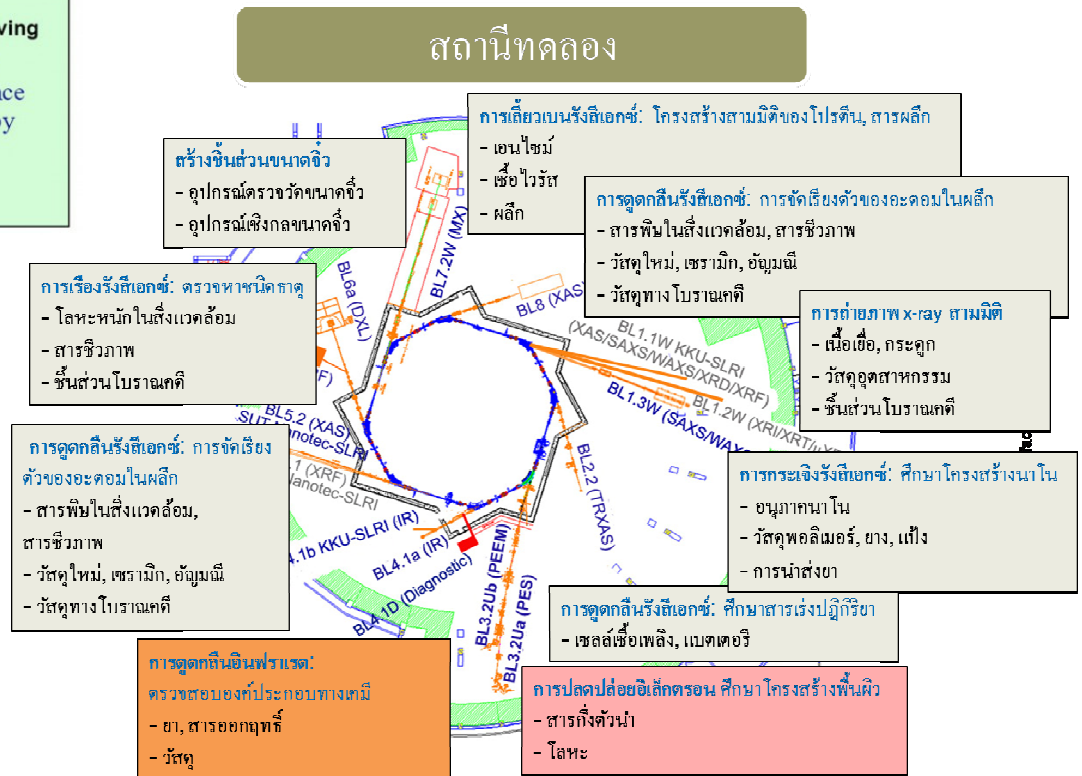 ving
ce
by
สถานีทดลอง
การเลี้ยวเบนรังสีเอกซ์: โครงสร้างสามมิติของโปรตีน, สารผลึก
- เอนไซม์
- เชื้อไวรัส
- ผลึก
สร้างชิ้นส่วนขนาดจิ๋ว
- อุปกรณ์ตรวจวัดขนาดจิ๋ว
- อุปกรณ์เชิงกลขนาดจิ๋ว
การดูดกลืนรังสีเอกซ์: การจัดเรียงตัวของอะตอมในผลึก
- สารพิษในสิ่งแวดล้อม, สารชีวภาพ
- วัสดุใหม่, เซรามิก, อัญมณี
- วัสดุทางโบราณคดี
การเรืองรังสีเอกซ์: ตรวจหาชนิดธาตุ
- โลหะหนักในสิ่งแวดล้อม
- สารชีวภาพ
- ชิ้นส่วนโบราณคดี
การถ่ายภาพ x-ray สามมิติ
- เนื้อเยื่อ, กระดูก
- วัสดุอุตสาหกรรม
- ชิ้นส่วนโบราณคดี
BL6a (DXL)
BL7.2W (MX)
BL8 (XAS)
BL1.1W KKU-SLRI
(XAS/SAXS/WAXS/XRD/XRF)
BL1.2W (XRI/XRT/
BL1.3W (SAXS/WAX
BL2.2 (TRXAS)
RF)
BL5.2 (XAS)
SUT-Nanotec-SLRI
.1 (XRF)
Nanotec-SLRI
4.1b KKU-SLRI (IR)
BL4.1a (IR)
BL4.1D (Diagnostic)
BL3.2Ub (PEEM)
BL3.2Ua (PES)
การดูดกลืนรังสีเอกซ์: การจัดเรียง
ตัวของอะตอมในผลึก
- สารพิษในสิ่งแวดล้อม,
สารชีวภาพ
- วัสดุใหม่, เซรามิก, อัญมณี
- วัสดุทางโบราณคดี
การกระเจิงรังสีเอกซ์: ศึกษาโครงสร้างนาโน
- อนุภาคนาโน
- วัสดุพอลิเมอร์, ยาง, แป้ง
- การนำส่งยา
การดูดกลืนรังสีเอกซ์: ศึกษาสารเร่งปฏิกิริยา
- เซลล์เชื้อเพลิง, แบตเตอรี
การดูดกลืนอินฟราเรด:
ตรวจสอบองค์ประกอบทางเคมี
- ยา, สารออกฤทธิ์
- วัสดุ
การปลดปล่อยอิเล็กตรอน ศึกษาโครงสร้างพื้นผิว
- สารกึ่งตัวนำ
- โลหะ